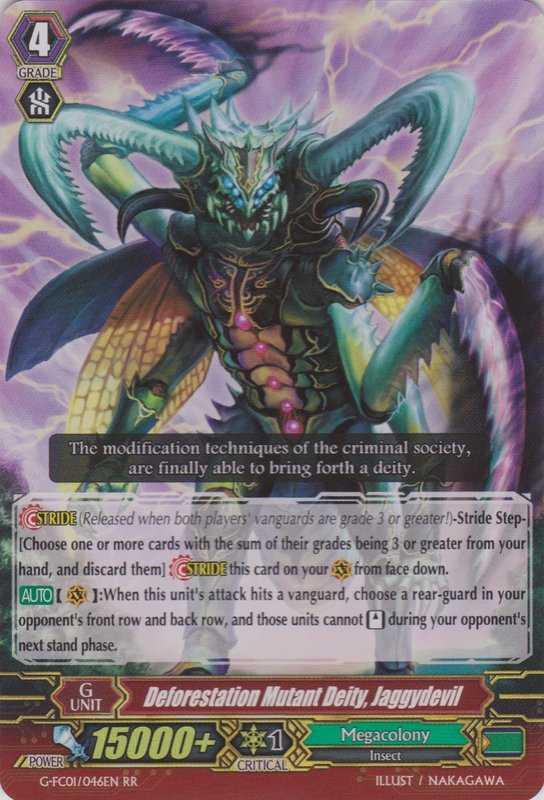 4
GRADE
The modification techniques of the criminal society,
are finally able to bring forth a deity.
STRIDE (Released when both players' vanguards are grade 3 or greater!)-Stride Step-
[Choose one or more cards with the sum of their grades being 3 or greater from your
hand, and discard them] STRIDE this card on your from face down.
AUTO【 】:When this unit's attack hits a vanguard, choose a rear-guard in your
opponent's front row and back row, and those units cannot during your opponent's
next stand phase.
G
UNIT
Deforestation Mutant Deity, Jaggydevil
POWER
15000+
1
CRITICAL
Megacolony
Insect
G-FC01/046EN RR
ILLUST / NAKAGAWA